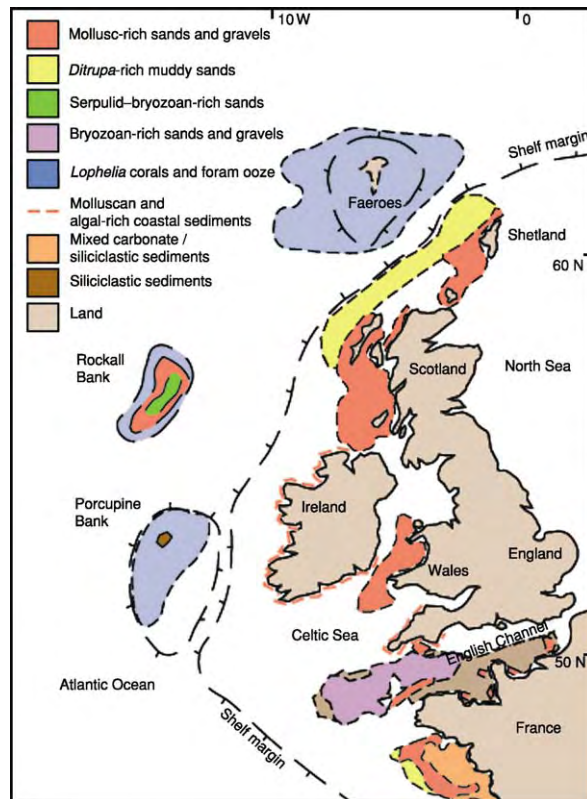 10W
0
Mollusc-rich sands and gravels
Ditrupa-rich muddy sands
Serpulid–bryozoan-rich sands
Bryozoan-rich sands and gravels
Lophelia corals and foram ooze
Molluscan and
algal-rich coastal sediments
Mixed carbonate /
siliciclastic sediments
Siliciclastic sediments
Land
Shelf margin
Faeroes
Shetland
60 N
Rockall
Bank
Scotland
North Sea
Porcupine
Bank
Ireland
England
Wales
Celtic Sea
English Channel
50 N
Atlantic Ocean
France
Shelf margin